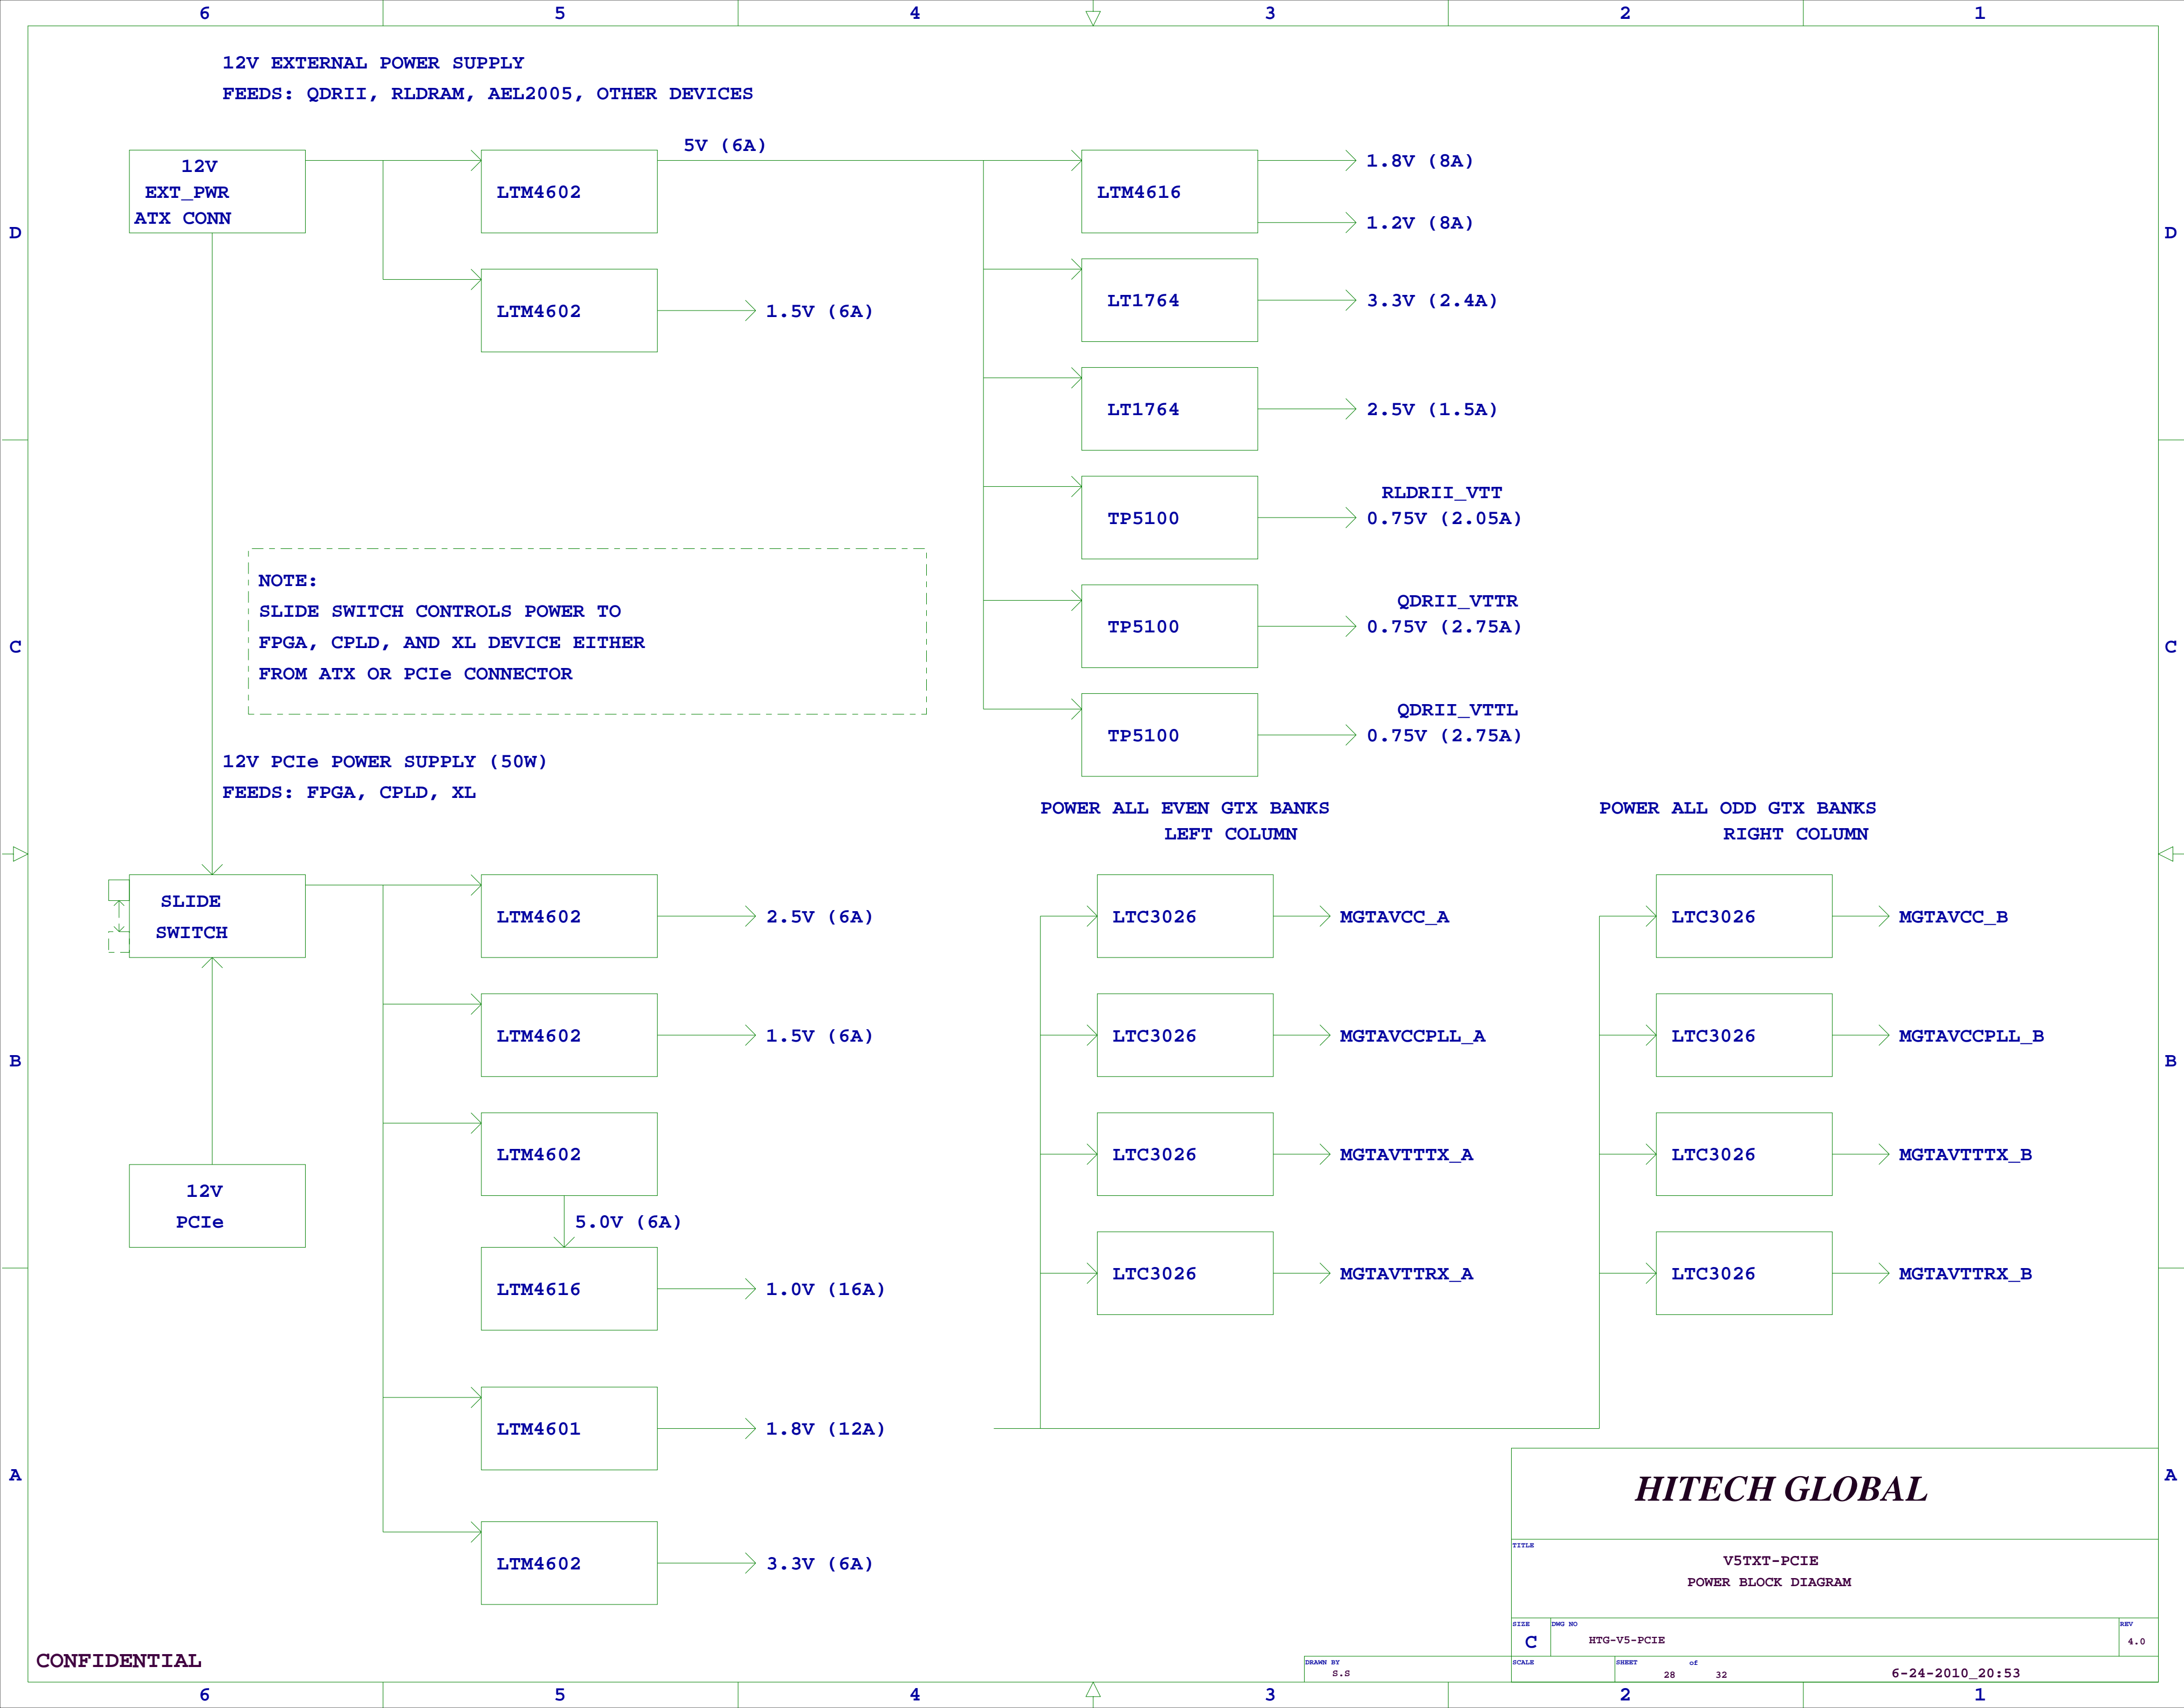 6 5 4 3 2 1
12V EXTERNAL POWER SUPPLY
FEEDS: QDRII, RLDRAM, AEL2005, OTHER DEVICES
12V
EXT_PWR
ATX CONN
LTM4602
5V (6A)
LTM4602
1.5V (6A)
LTM4616
1.8V (8A)
1.2V (8A)
LT1764
3.3V (2.4A)
LT1764
2.5V (1.5A)
TP5100
RLDRII_VTT
0.75V (2.05A)
TP5100
QDRII_VTTR
0.75V (2.75A)
TP5100
QDRII_VTTL
0.75V (2.75A)
D
D
C
C
NOTE:
SLIDE SWITCH CONTROLS POWER TO
FPGA, CPLD, AND XL DEVICE EITHER
FROM ATX OR PCIe CONNECTOR
12V PCIe POWER SUPPLY (50W)
FEEDS: FPGA, CPLD, XL
SLIDE
SWITCH
12V
PCIe
LTM4602
2.5V (6A)
LTM4602
1.5V (6A)
LTM4602
5.0V (6A)
LTM4616
1.0V (16A)
LTM4601
1.8V (12A)
LTM4602
3.3V (6A)
POWER ALL EVEN GTX BANKS
LEFT COLUMN
LTC3026
MGTAVCC_A
LTC3026
MGTAVCCPLL_A
LTC3026
MGTAVTTTX_A
LTC3026
MGTAVTTRX_A
POWER ALL ODD GTX BANKS
RIGHT COLUMN
LTC3026
MGTAVCC_B
LTC3026
MGTAVCCPLL_B
LTC3026
MGTAVTTTX_B
LTC3026
MGTAVTTRX_B
B
B
A
A
HITECH GLOBAL
TITLE
V5TXT-PCIE
POWER BLOCK DIAGRAM
SIZE
C
DWG NO
HTG-V5-PCIE
REV
4.0
DRAWN BY
S.S
SCALE
SHEET
28
of
32
6-24-2010_20:53
CONFIDENTIAL
6 5 4 3 2 1